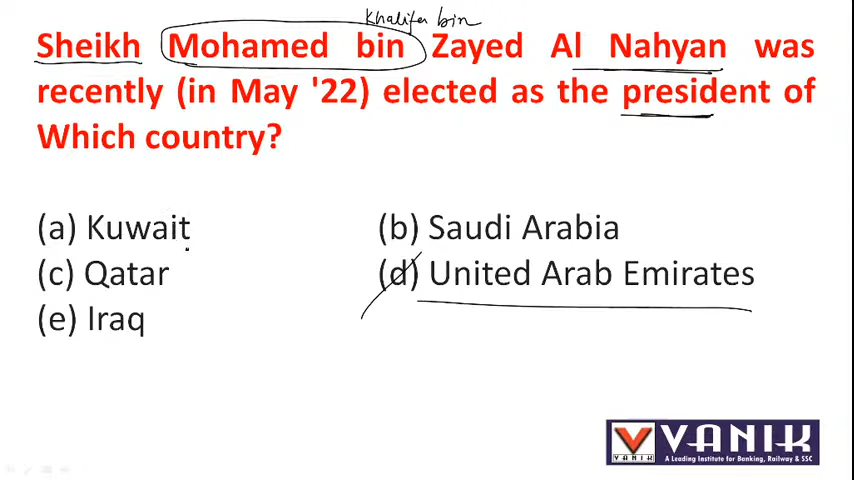 Khalifa bin
Sheikh Mohamed bin Zayed Al Nahyan was
recently (in May '22) elected as the president of
Which country?
(a) Kuwait
(b) Saudi Arabia
(c) Qatar
(d) United Arab Emirates
(e) Iraq
VANIK
VANIK
A Leading Institute for Banking, Railway & SSC